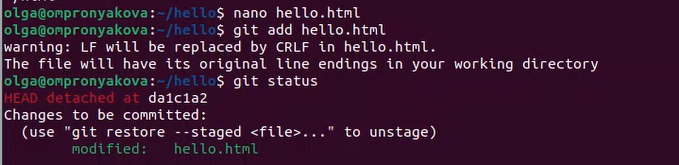 olga@ompronyakova:~/hello$ nano hello.html
olga@ompronyakova:~/hello$ git add hello.html
warning: LF will be replaced by CRLF in hello.html.
The file will have its original line endings in your working directory
olga@ompronyakova:~/hello$ git status
HEAD detached at da1c1a2
Changes to be committed:
  (use "git restore --staged <file>..." to unstage)
        modified:   hello.html